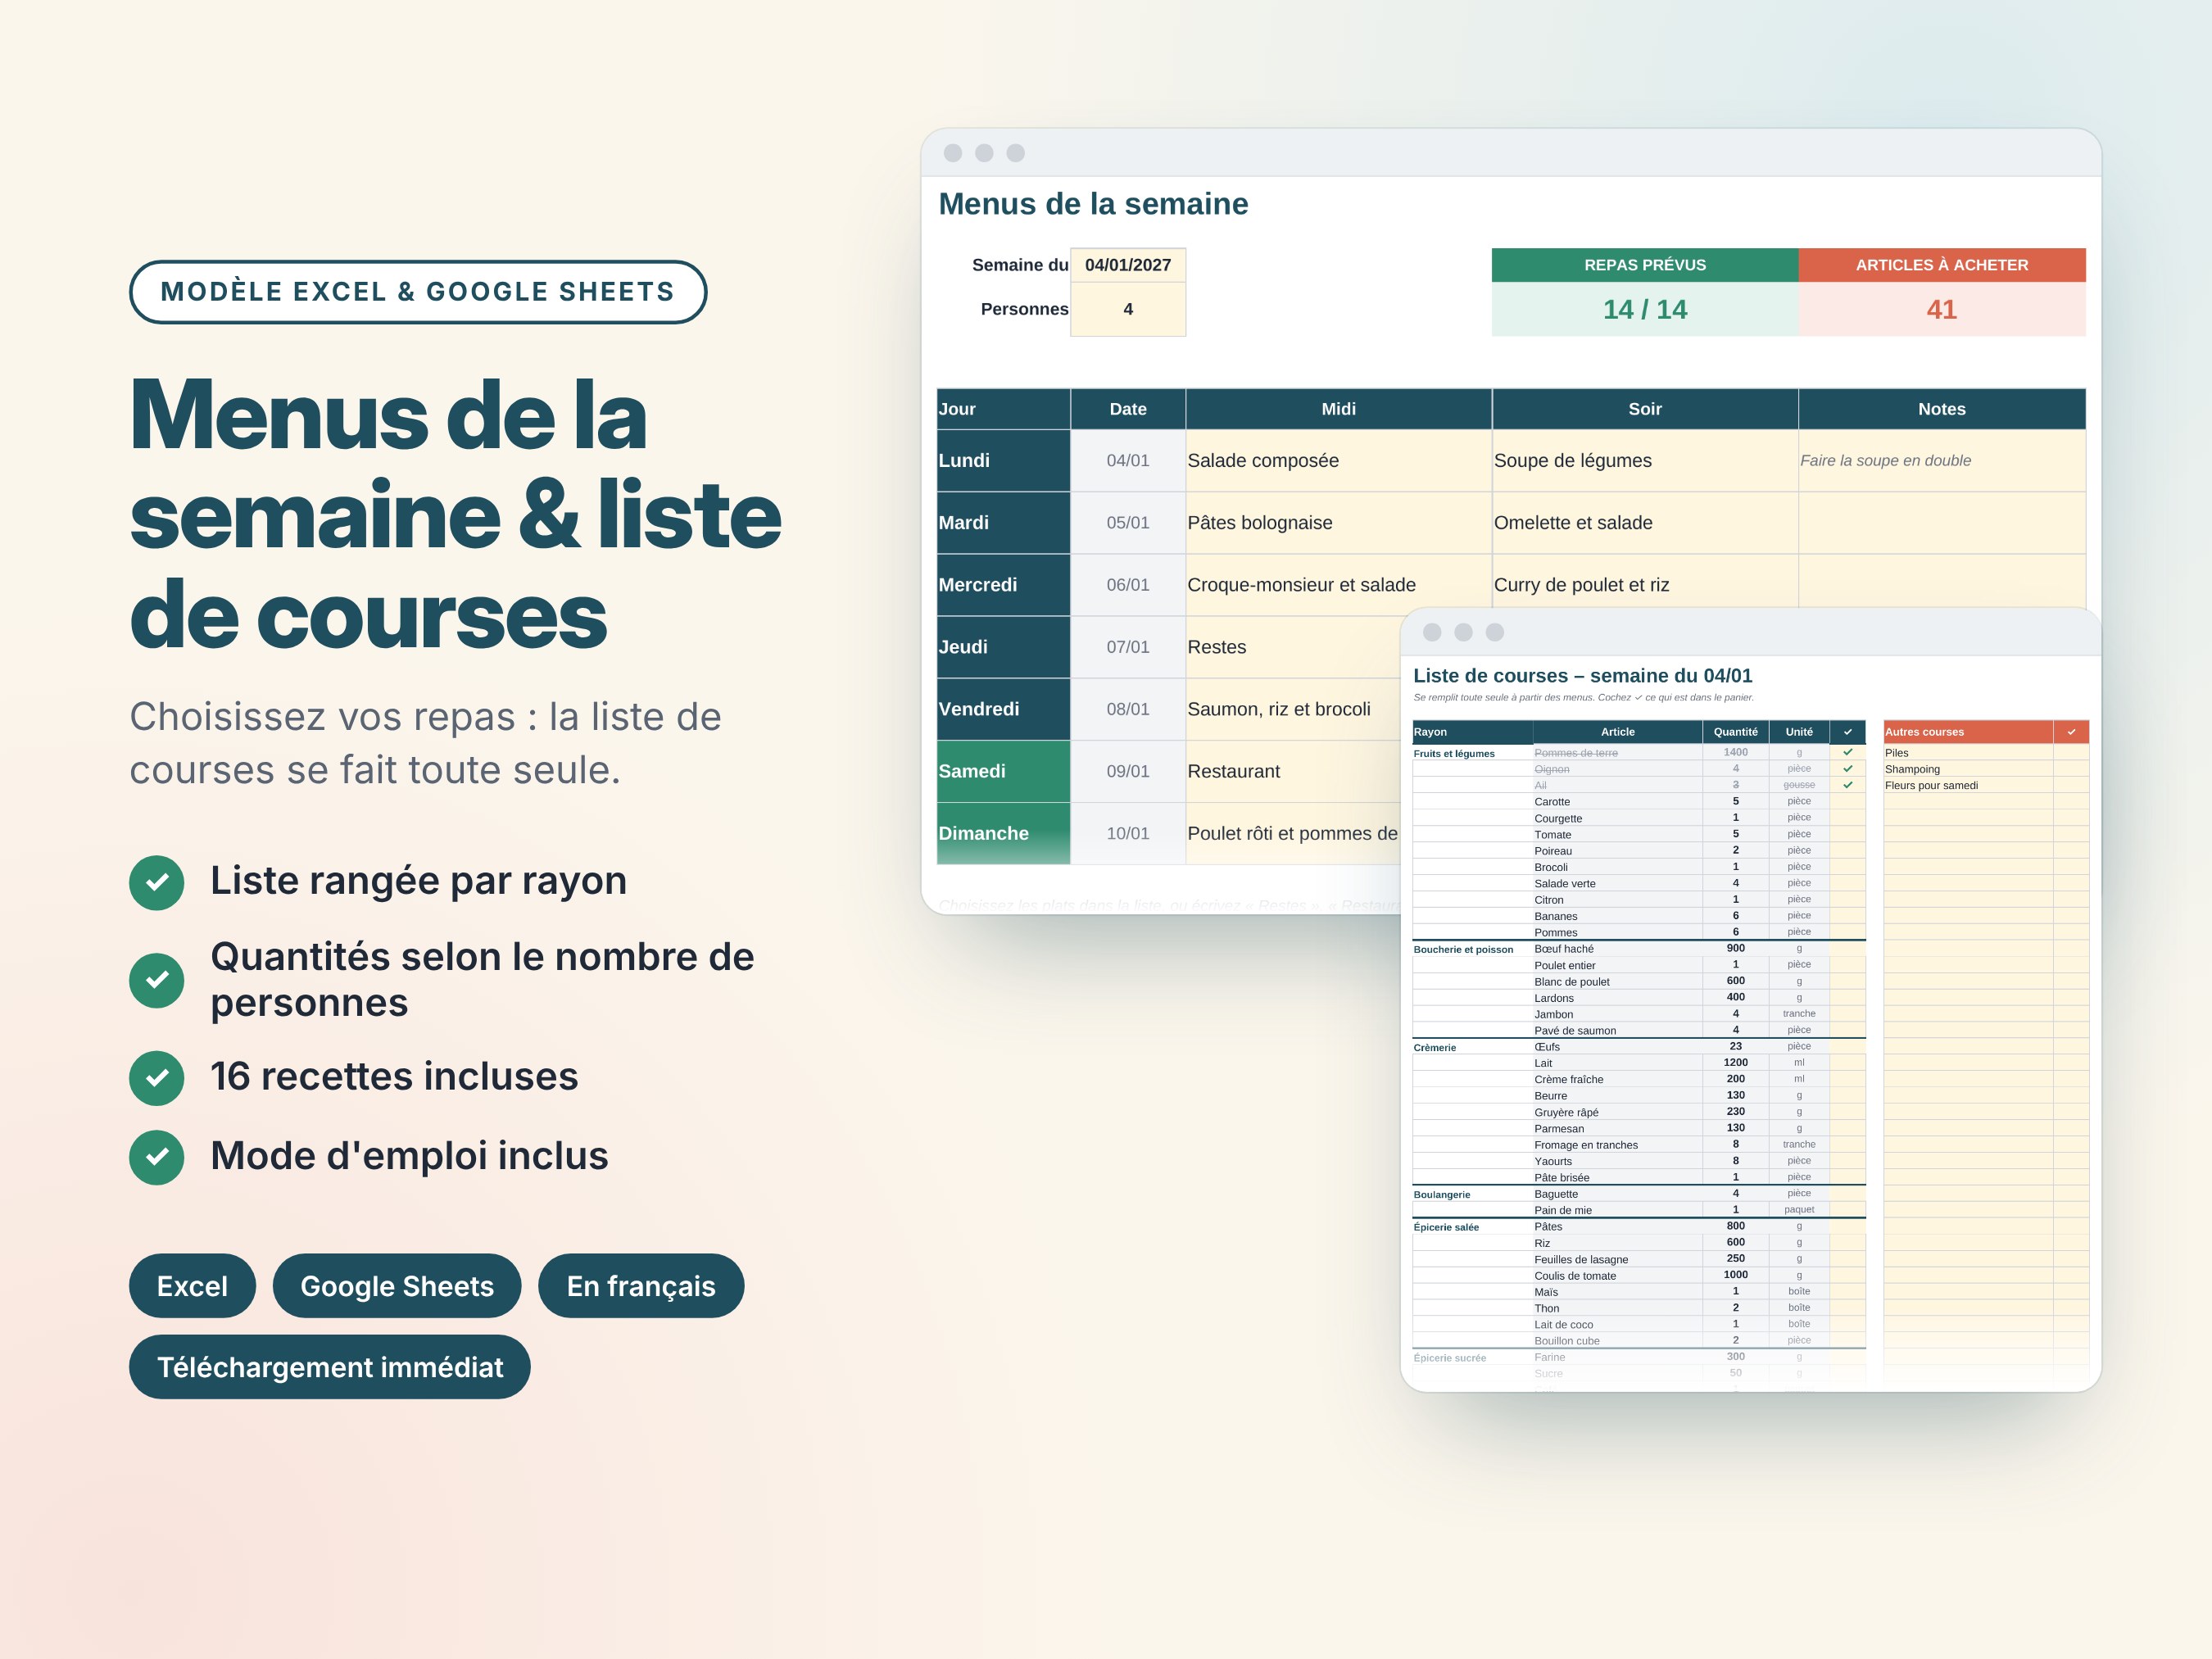 MODÈLE EXCEL & GOOGLE SHEETS
Menus de la
semaine & liste
de courses
Choisissez vos repas : la liste de
courses se fait toute seule.
Liste rangée par rayon
Quantités selon le nombre de
personnes
16 recettes incluses
Mode d'emploi inclus
Excel Google Sheets En français
Téléchargement immédiat
Menus de la semaine
Semaine du 04/01/2027 REPAS PRÉVUS ARTICLES À ACHETER
Personnes 4 14 / 14 41
Jour Date Midi Soir Notes
Lundi 04/01 Salade composée Soupe de légumes Faire la soupe en double
Mardi 05/01 Pâtes bolognaise Omelette et salade
Mercredi 06/01 Croque-monsieur et salade Curry de poulet et riz
Jeudi 07/01 Restes
Vendredi 08/01 Saumon, riz et brocoli
Samedi 09/01 Restaurant
Dimanche 10/01 Poulet rôti et pommes de
Choisissez les plats dans la liste, ou écrivez « Restes », « Restaur
Liste de courses – semaine du 04/01
Se remplit toute seule à partir des menus. Cochez ✓ ce qui est dans le panier.
Rayon Article Quantité Unité ✓ Autres courses ✓
Fruits et légumes Pommes de terre 1400 g ✓ Piles
Oignon 4 pièce ✓ Shampoing
Ail 3 gousse ✓ Fleurs pour samedi
Carotte 5 pièce
Courgette 1 pièce
Tomate 5 pièce
Poireau 2 pièce
Brocoli 1 pièce
Salade verte 4 pièce
Citron 1 pièce
Bananes 6 pièce
Pommes 6 pièce
Boucherie et poisson Bœuf haché 900 g
Poulet entier 1 pièce
Blanc de poulet 600 g
Lardons 400 g
Jambon 4 tranche
Pavé de saumon 4 pièce
Crèmerie Œufs 23 pièce
Lait 1200 ml
Crème fraîche 200 ml
Beurre 130 g
Gruyère râpé 230 g
Parmesan 130 g
Fromage en tranches 8 tranche
Yaourts 8 pièce
Pâte brisée 1 pièce
Boulangerie Baguette 4 pièce
Pain de mie 1 paquet
Épicerie salée Pâtes 800 g
Riz 600 g
Feuilles de lasagne 250 g
Coulis de tomate 1000 g
Maïs 1 boîte
Thon 2 boîte
Lait de coco 1 boîte
Bouillon cube 2 pièce
Épicerie sucrée Farine 300 g
Sucre 50 g